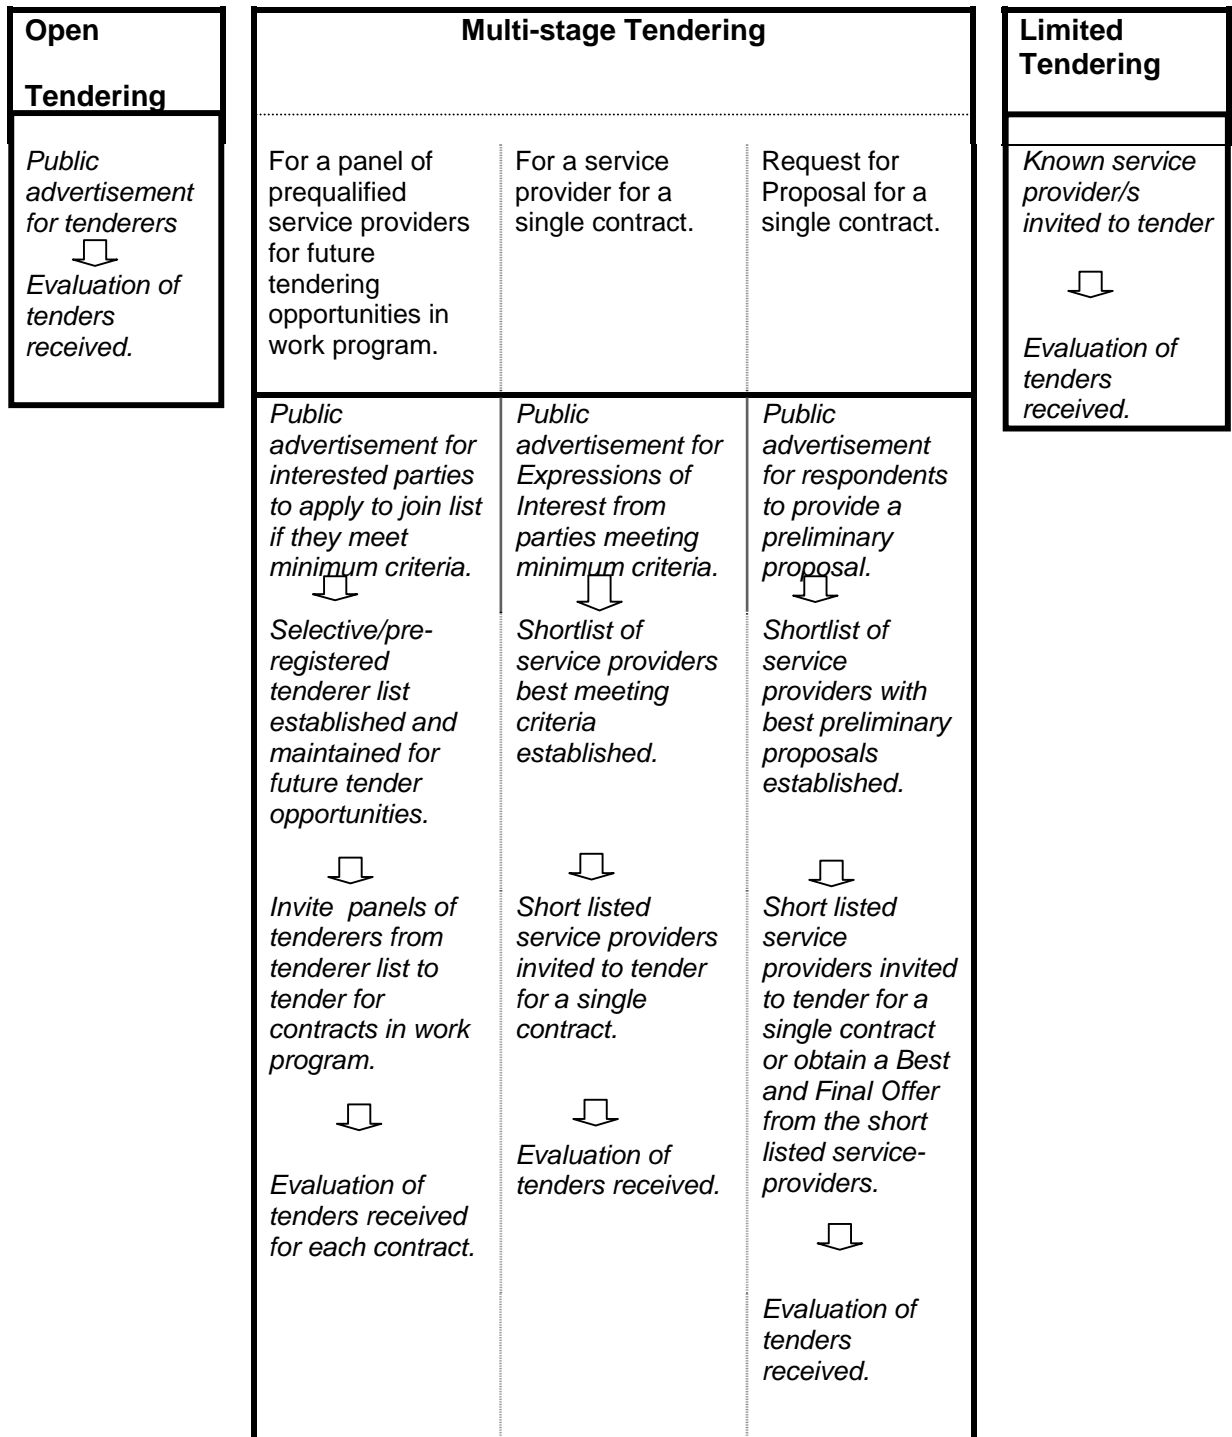 Open
Tendering
Public
advertisement
for tenderers
Evaluation of
tenders
received.
Multi-stage Tendering
For a panel of
prequalified
service providers
for future
tendering
opportunities in
work program.
Public
advertisement for
interested parties
to apply to join list
if they meet
minimum criteria.
Selective/pre-
registered
tenderer list
established and
maintained for
future tender
opportunities.
Invite  panels of
tenderers from
tenderer list to
tender for
contracts in work
program.
Evaluation of
tenders received
for each contract.
For a service
provider for a
single contract.
Public
advertisement for
Expressions of
Interest from
parties meeting
minimum criteria.
Shortlist of
service providers
best meeting
criteria
established.
Short listed
service providers
invited to tender
for a single
contract.
Evaluation of
tenders received.
Request for
Proposal for a
single contract.
Public
advertisement
for respondents
to provide a
preliminary
proposal.
Shortlist of
service
providers with
best preliminary
proposals
established.
Short listed
service
providers invited
to tender for a
single contract
or obtain a Best
and Final Offer
from the short
listed service-
providers.
Evaluation of
tenders
received.
Limited
Tendering
Known service
provider/s
invited to tender
Evaluation of
tenders
received.